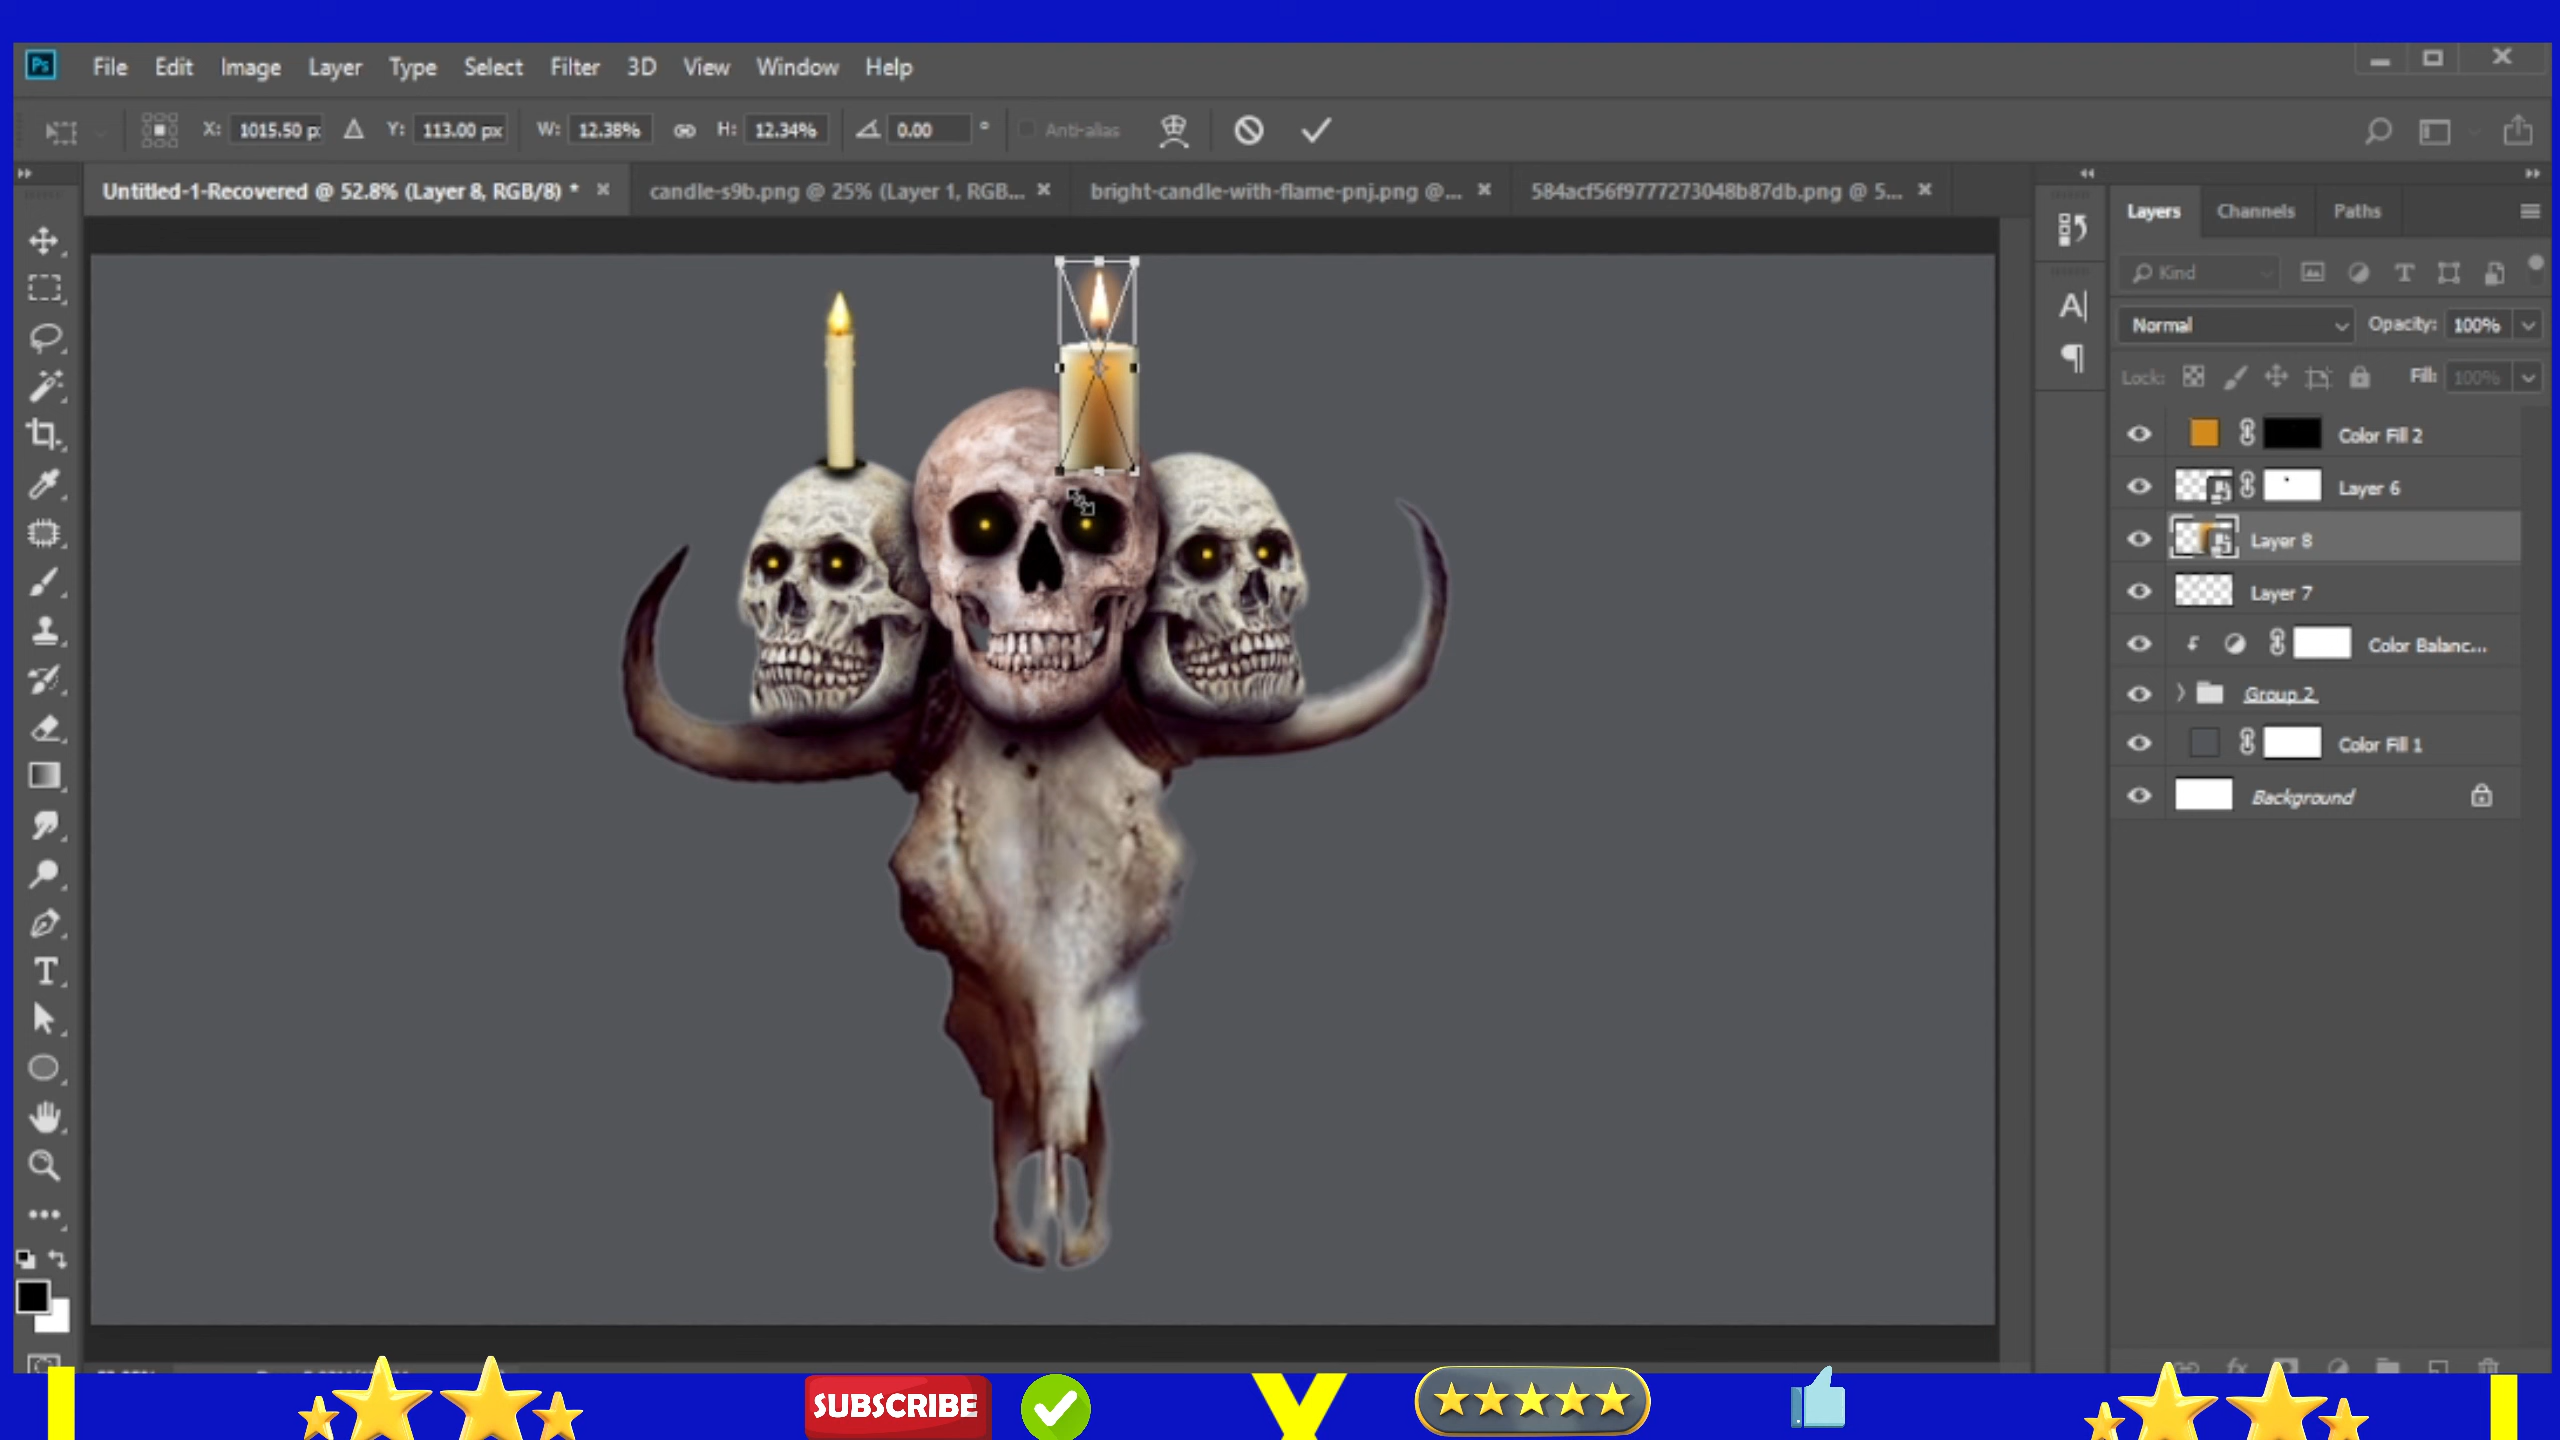 Ps File Edit Image Layer Type Select Filter 3D View Window Help
X: 1015.50 p Y: 113.00 px W: 12.38% H: 12.34% 0.00 ° Anti-alias
Untitled-1-Recovered @ 52.8% (Layer 8, RGB/8) * candle-s9b.png @ 25% (Layer 1, RGB... bright-candle-with-flame-pnj.png @... 584acf56f9777273048b87db.png @ 5...
Layers Channels Paths
Kind
Normal Opacity: 100%
Lock: Fill: 100%
Color Fill 2
Layer 6
Layer 8
Layer 7
Color Balanc...
Group 2
Color Fill 1
Background
SUBSCRIBE